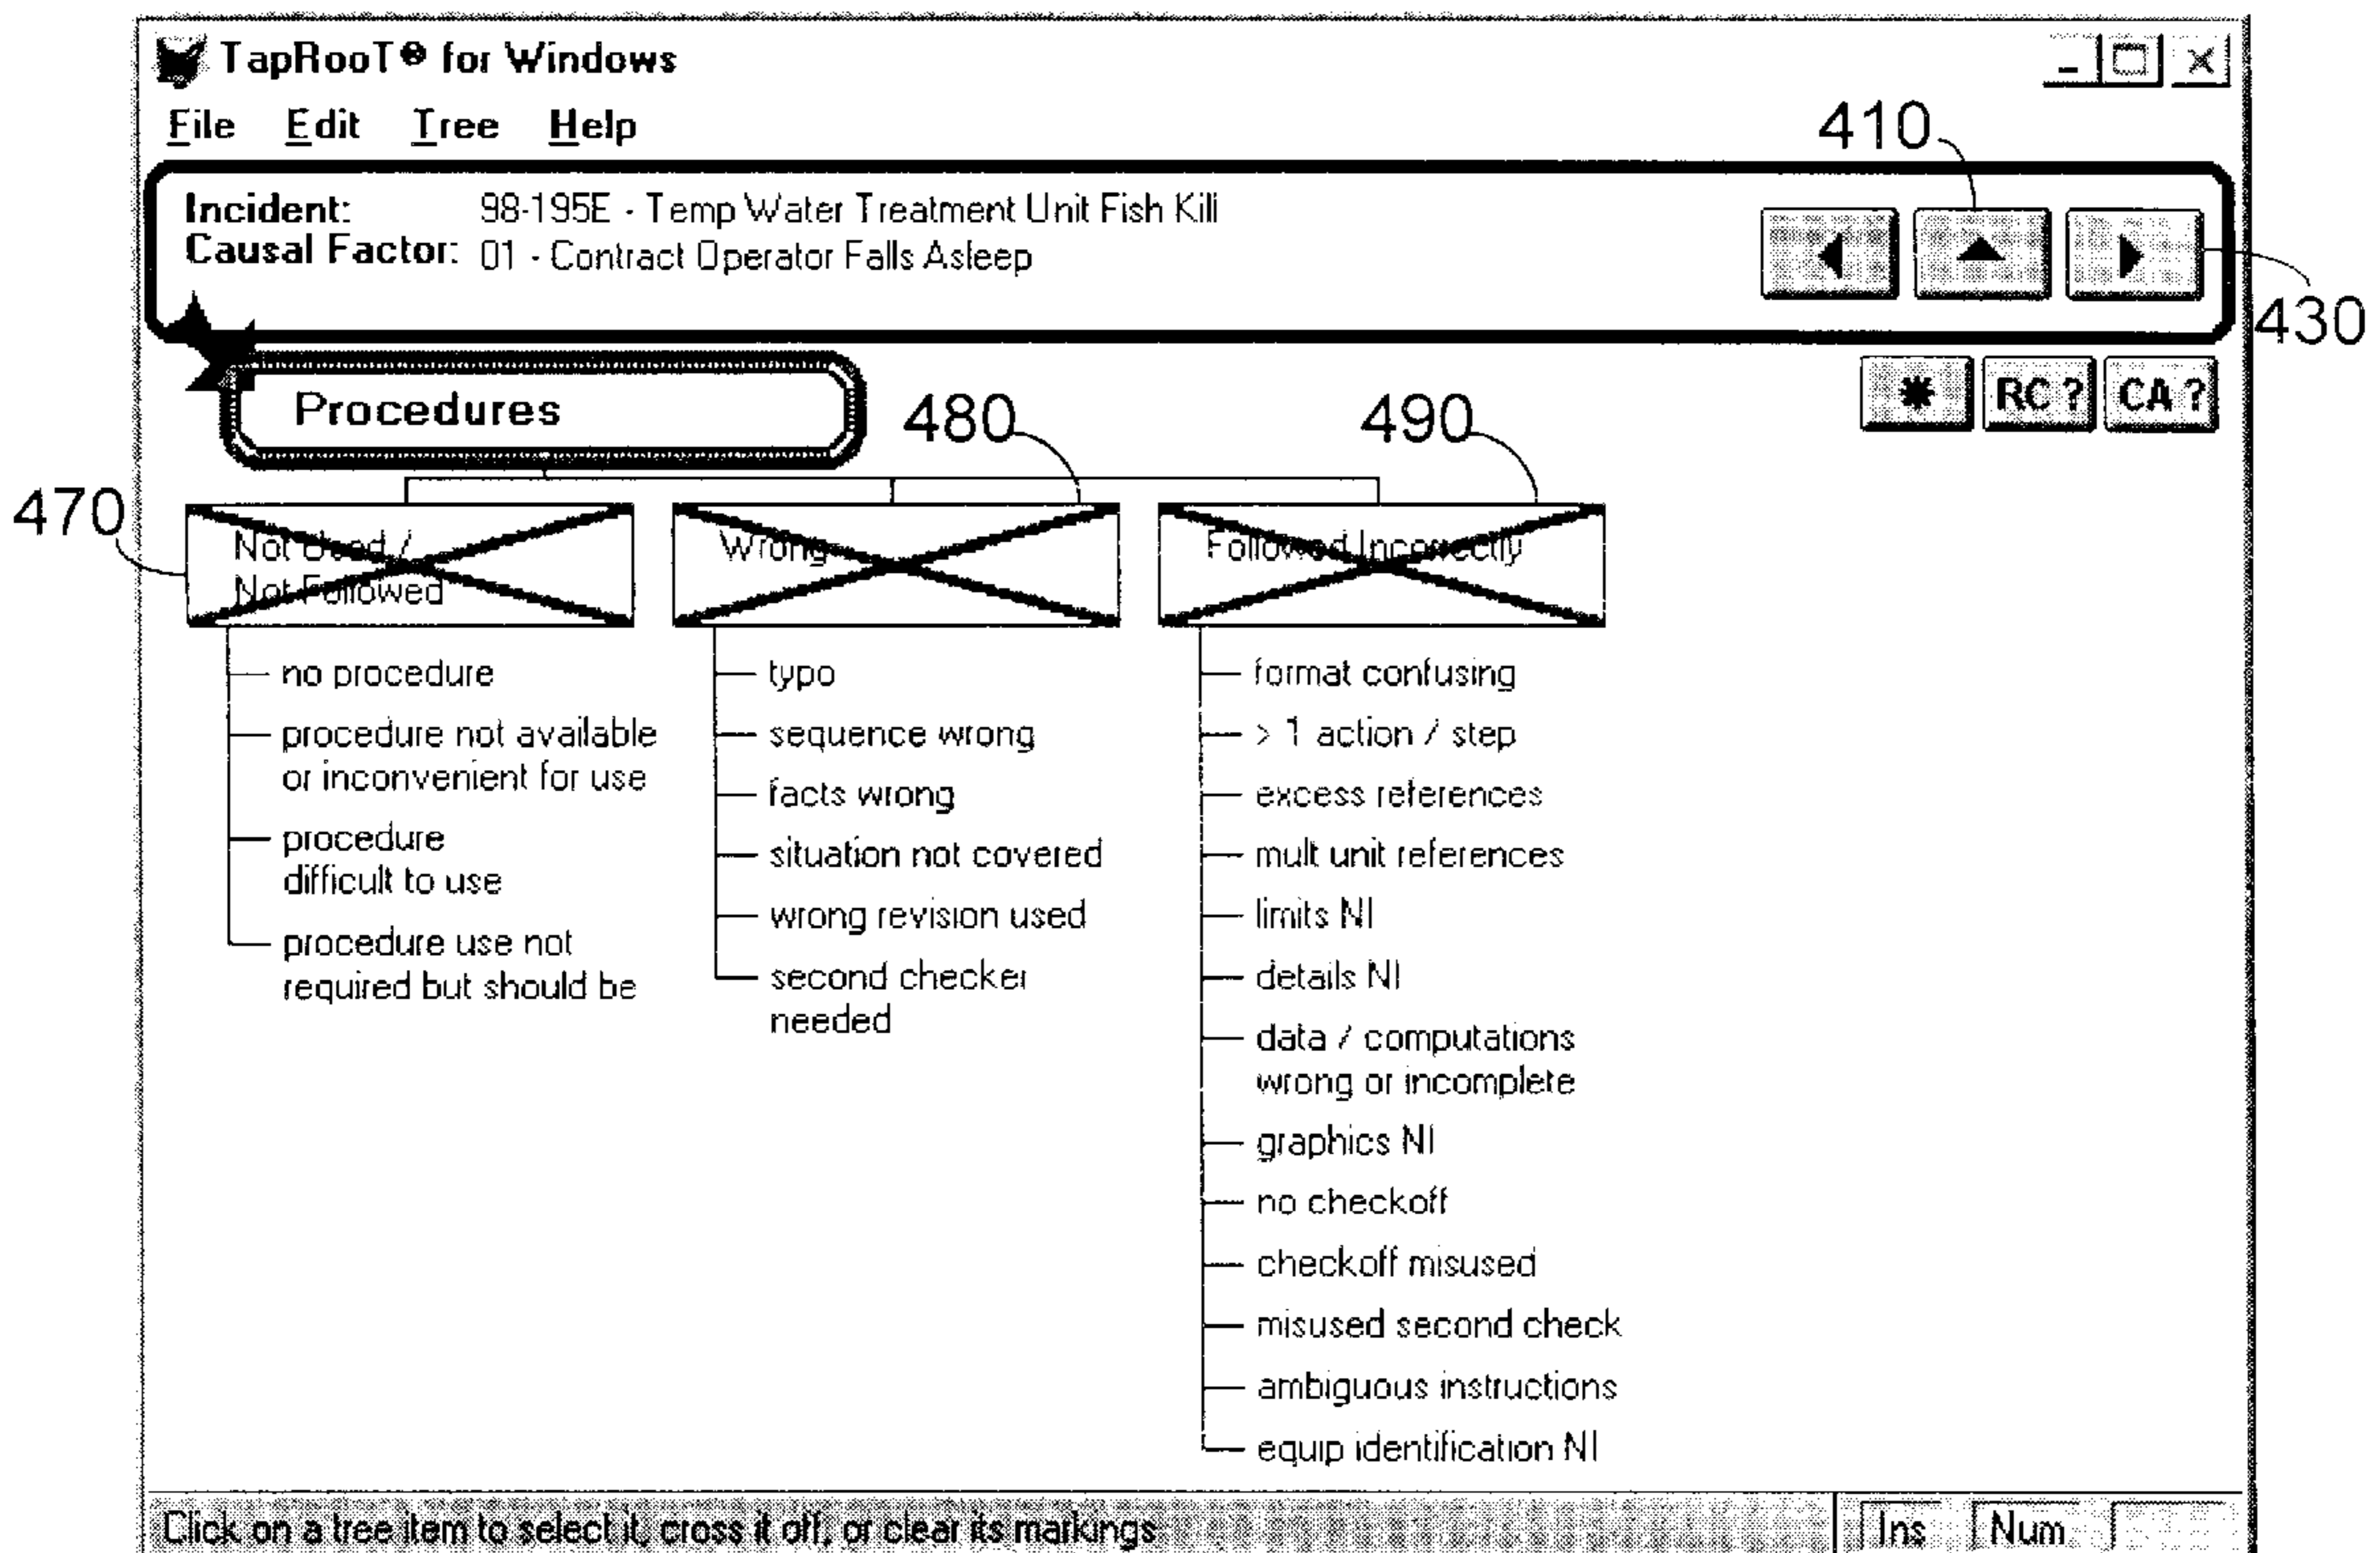 TapRooT® for Windows
File Edit Tree Help
410
Incident: 98-195E - Temp Water Treatment Unit Fish Kill
Causal Factor: 01 - Contract Operator Falls Asleep
430
* RC ? CA ?
Procedures
480
490
470
Not Used /
Not Followed
Wrong
Followed Incorrectly
no procedure
procedure not available
or inconvenient for use
procedure
difficult to use
procedure use not
required but should be
typo
sequence wrong
facts wrong
situation not covered
wrong revision used
second checker
needed
format confusing
> 1 action / step
excess references
mult unit references
limits NI
details NI
data / computations
wrong or incomplete
graphics NI
no checkoff
checkoff misused
misused second check
ambiguous instructions
equip identification NI
Click on a tree item to select it, cross it off, or clear its markings
Ins Num